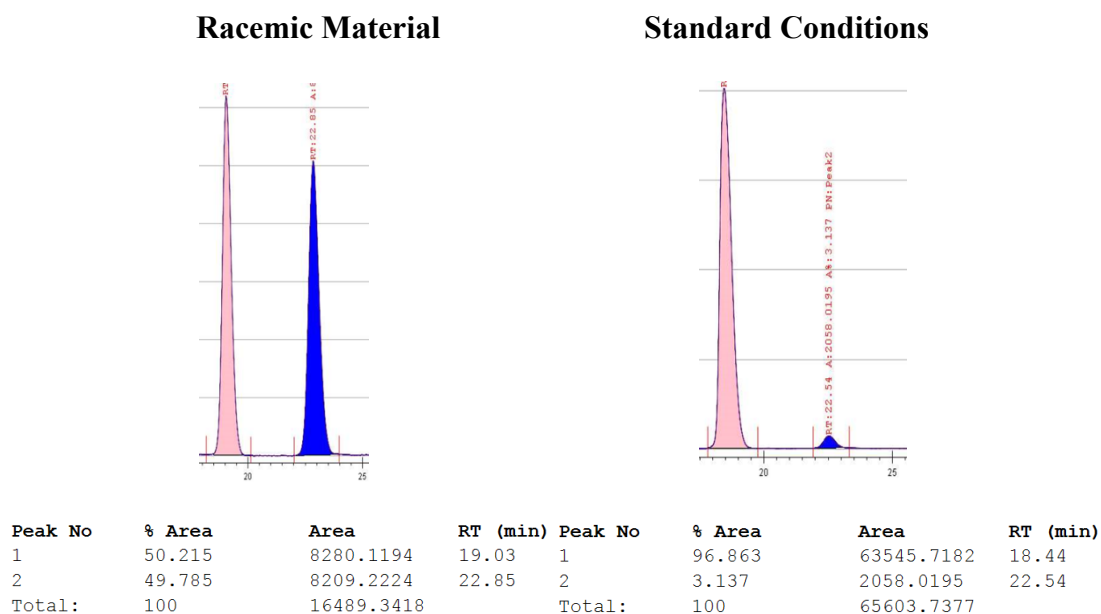 Racemic Material
Standard Conditions
RT
RT:22.85 A:8
R
RT:22.54 A:2058.0195 A%:3.137 PN:Peak2
20 25
20 25
Peak No % Area Area RT (min)
1 50.215 8280.1194 19.03
2 49.785 8209.2224 22.85
Total: 100 16489.3418
Peak No % Area Area RT (min)
1 96.863 63545.7182 18.44
2 3.137 2058.0195 22.54
Total: 100 65603.7377